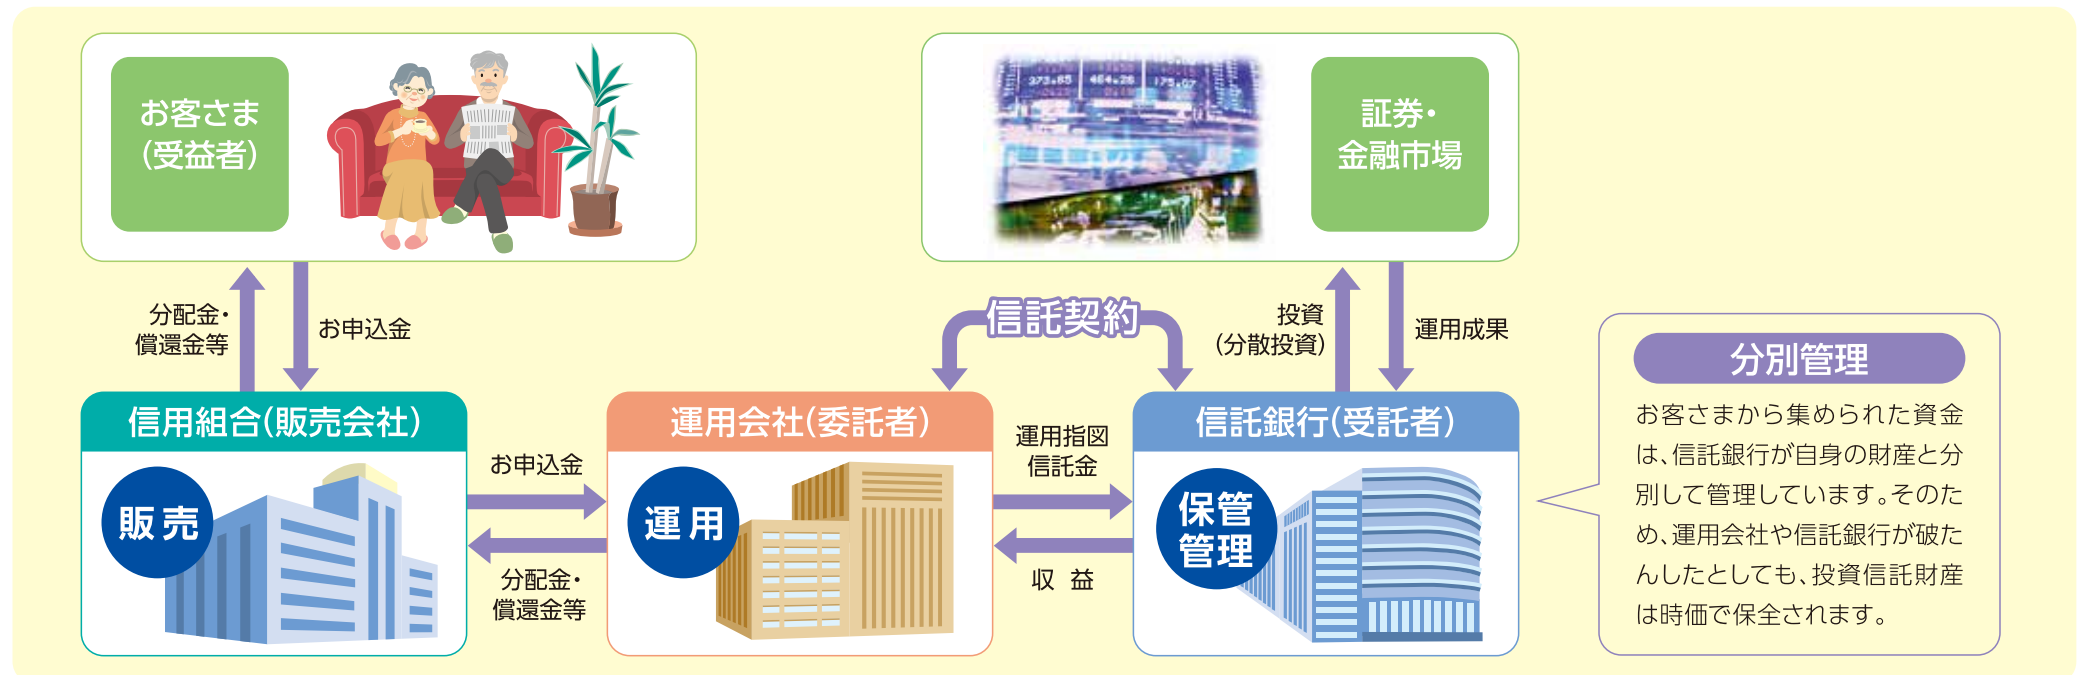 お客さま
（受益者）
373.85 464.26 175.07
証券・
金融市場
分配金・
償還金等
お申込金
信託契約
投資
（分散投資）
運用成果
信用組合（販売会社）
販売
お申込金
分配金・
償還金等
運用会社（委託者）
運用
運用指図
信託金
収益
信託銀行（受託者）
保管
管理
分別管理
お客さまから集められた資金
は、信託銀行が自身の財産と分
別して管理しています。そのた
め、運用会社や信託銀行が破た
んしたとしても、投資信託財産
は時価で保全されます。